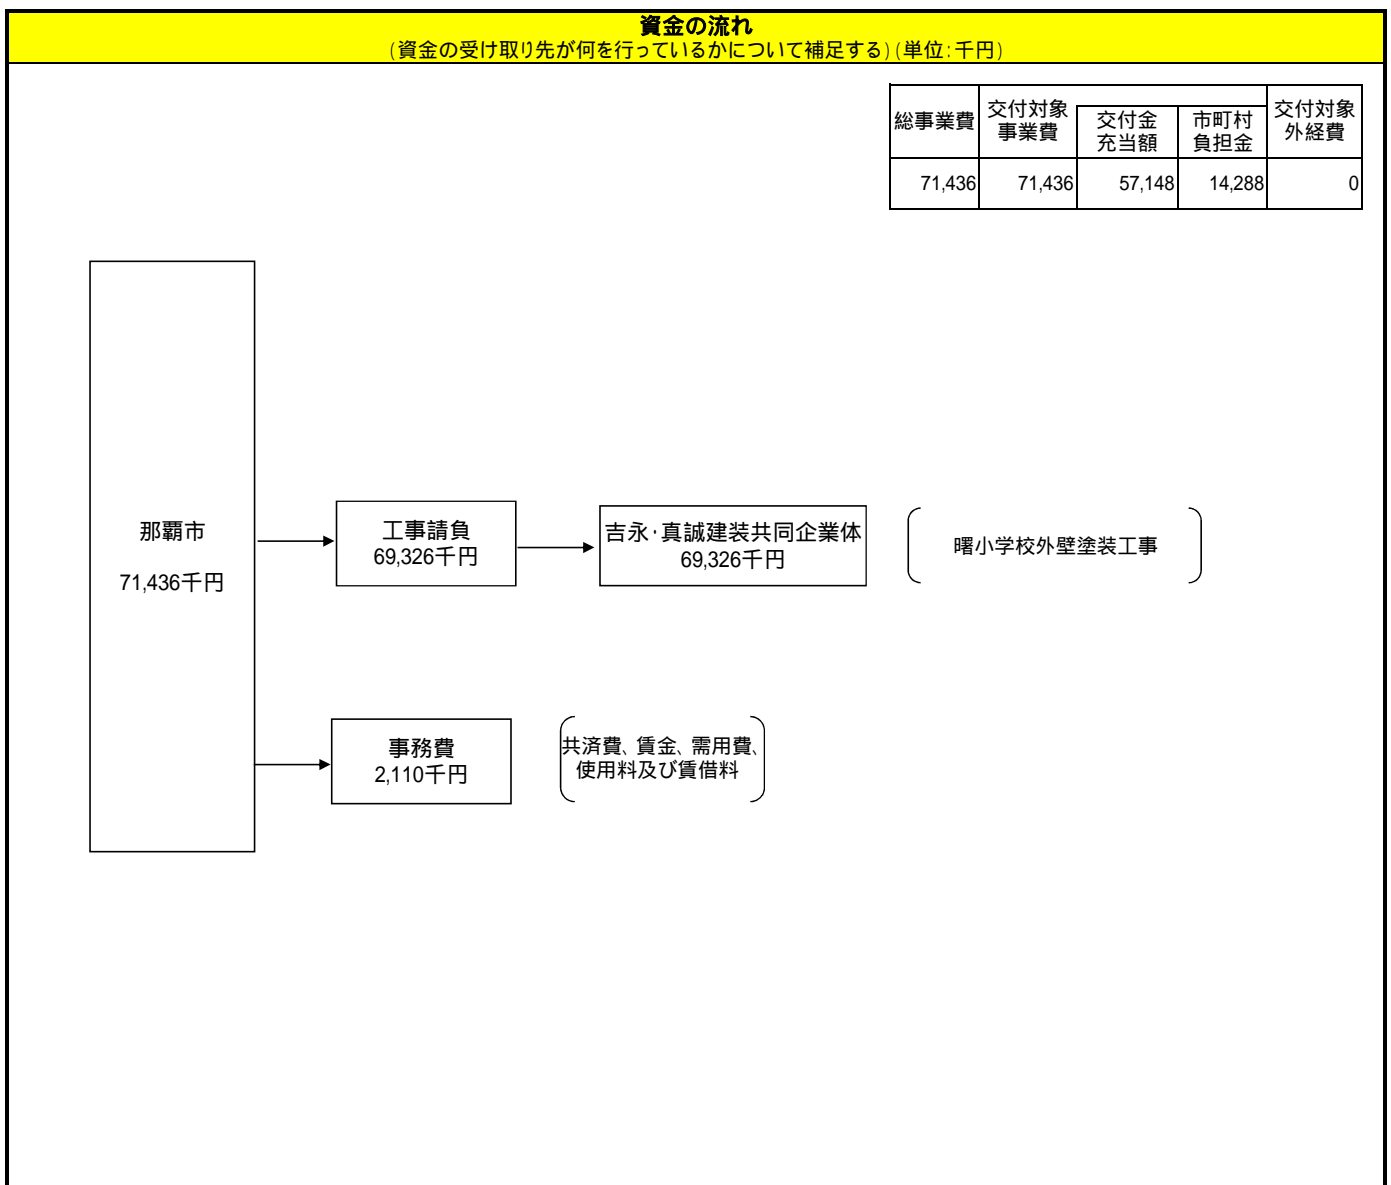 資金の流れ
(資金の受け取り先が何を行っているかについて補足する)(単位:千円)
総事業費
交付対象
事業費
交付金
充当額
市町村
負担金
交付対象
外経費
71,436 71,436 57,148 14,288 0
那覇市
71,436千円
工事請負
69,326千円
吉永・真誠建装共同企業体
69,326千円
曙小学校外壁塗装工事
事務費
2,110千円
共済費、賃金、需用費、
使用料及び賃借料